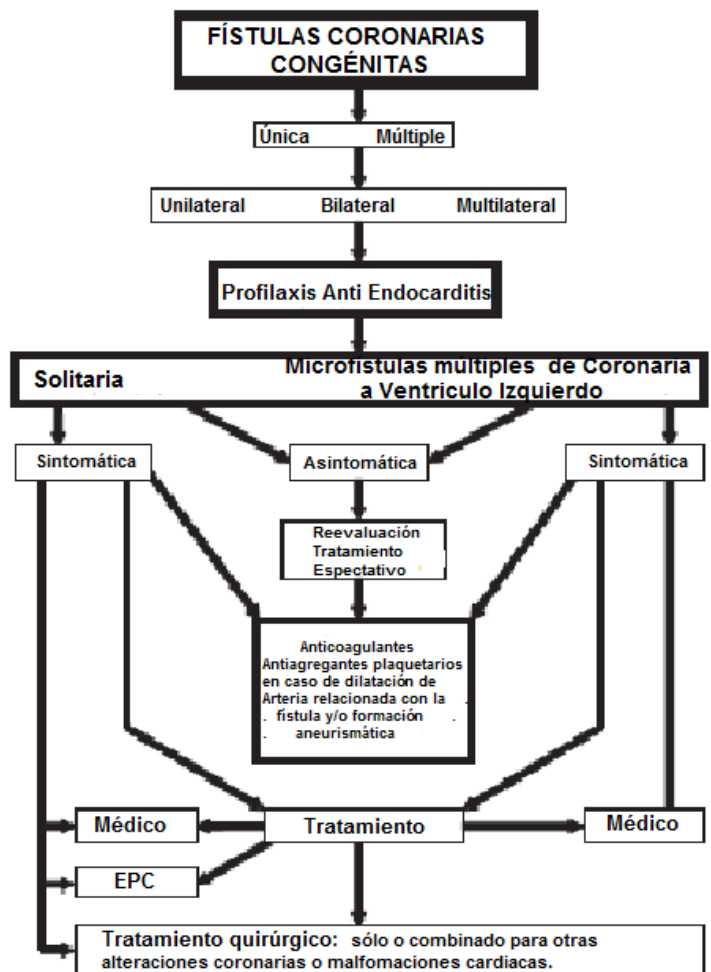 FÍSTULAS CORONARIAS
CONGÉNITAS
Única Múltiple
Unilateral Bilateral Multilateral
Profilaxis Anti Endocarditis
Solitaria
Microfístulas múltiples de Coronaria
a Ventriculo Izquierdo
Sintomática
Asintomática
Sintomática
Reevaluación
Tratamiento
Espectativo
Anticoagulantes
Antiagregantes plaquetarios
en caso de dilatación de
Arteria relacionada con la
fístula y/o formación
aneurismática
Médico
Tratamiento
Médico
EPC
Tratamiento quirúrgico: sólo o combinado para otras
alteraciones coronarias o malfomaciones cardiacas.